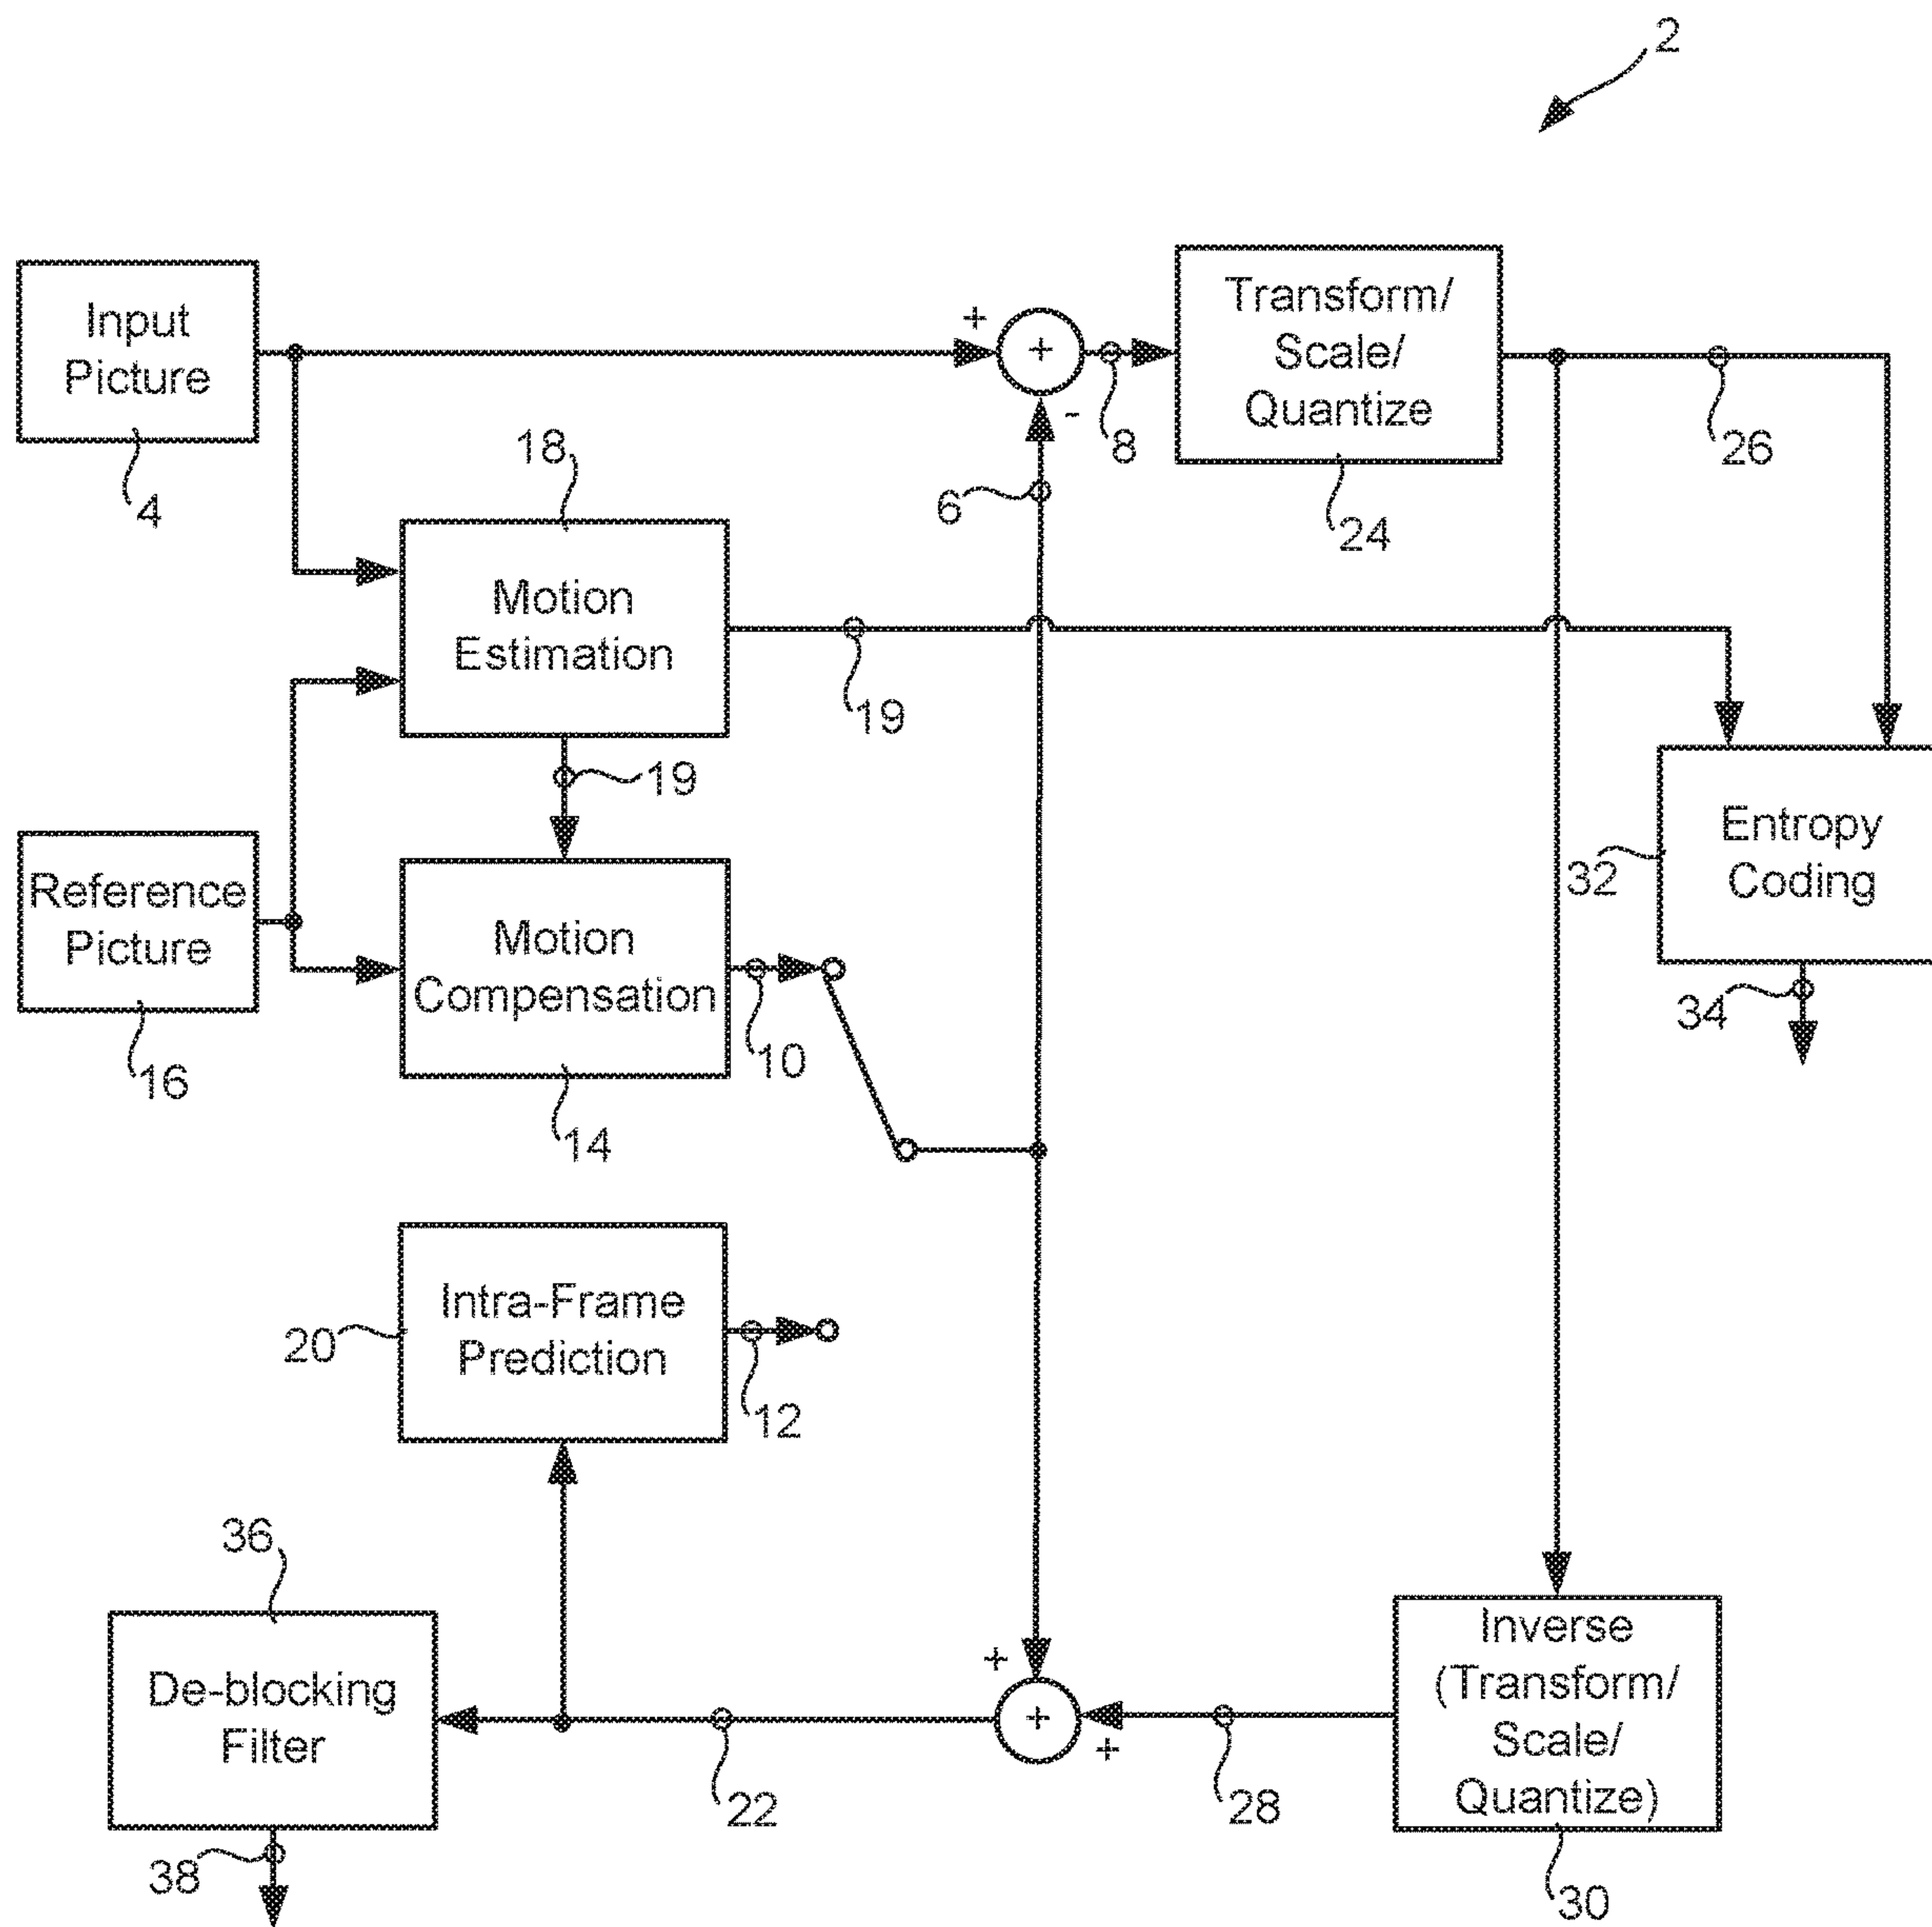 2
Input
Picture
4
+
+
-
8
6
Transform/
Scale/
Quantize
24
26
18
Motion
Estimation
19
19
Reference
Picture
16
Motion
Compensation
10
14
Entropy
Coding
32
34
Intra-Frame
Prediction
20
12
36
De-blocking
Filter
38
22
+
+
+
28
Inverse
(Transform/
Scale/
Quantize)
30